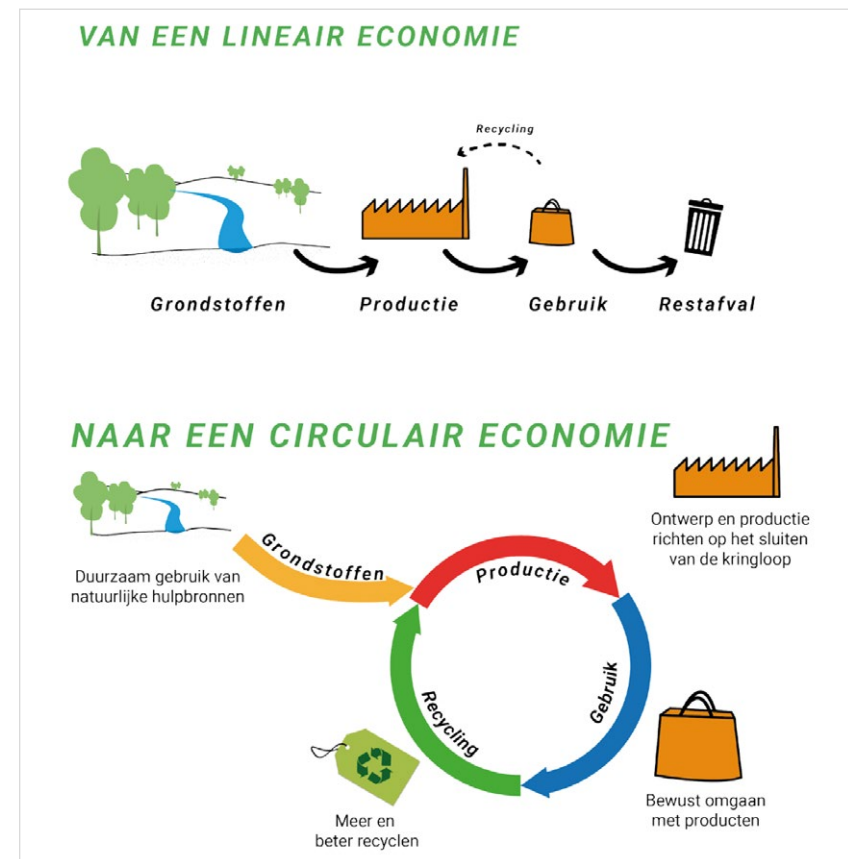 VAN EEN LINEAIR ECONOMIE
Recycling
Grondstoffen
Productie
Gebruik
Restafval
NAAR EEN CIRCULAIR ECONOMIE
Duurzaam gebruik van
natuurlijke hulpbronnen
Grondstoffen
Productie
Ontwerp en productie
richten op het sluiten
van de kringloop
Gebruik
Bewust omgaan
met producten
Recycling
Meer en
beter recyclen